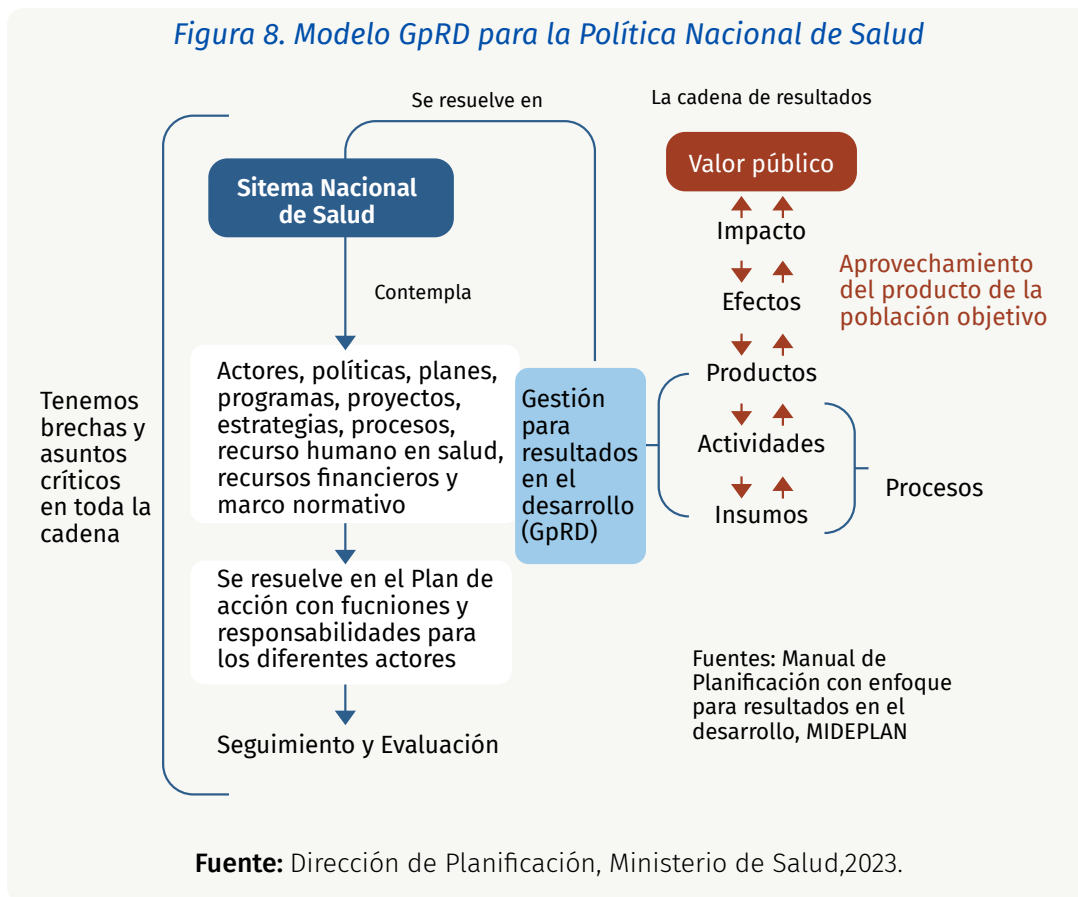 Figura 8. Modelo GpRD para la Política Nacional de Salud
Se resuelve en
La cadena de resultados
Sitema Nacional
de Salud
Contempla
Actores, políticas, planes,
programas, proyectos,
estrategias, procesos,
recurso humano en salud,
recursos financieros y
marco normativo
Se resuelve en el Plan de
acción con fucniones y
responsabilidades para
los diferentes actores
Seguimiento y Evaluación
Tenemos
brechas y
asuntos
críticos
en toda la
cadena
Gestión
para
resultados
en el
desarrollo
(GpRD)
Valor público
Impacto
Efectos
Productos
Actividades
Insumos
Aprovechamiento
del producto de la
población objetivo
Procesos
Fuentes: Manual de
Planificación con enfoque
para resultados en el
desarrollo, MIDEPLAN
Fuente: Dirección de Planificación, Ministerio de Salud,2023.